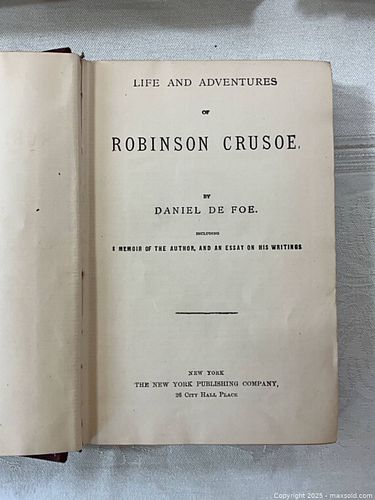 LIFE AND ADVENTURES
OF
ROBINSON CRUSOE.
BY
DANIEL DE FOE.
INCLUDING
A MEMOIR OF THE AUTHOR, AND AN ESSAY ON HIS WRITINGS
NEW YORK
THE NEW YORK PUBLISHING COMPANY,
26 CITY HALL PLACE
Copyright 2025 - maxsold.com